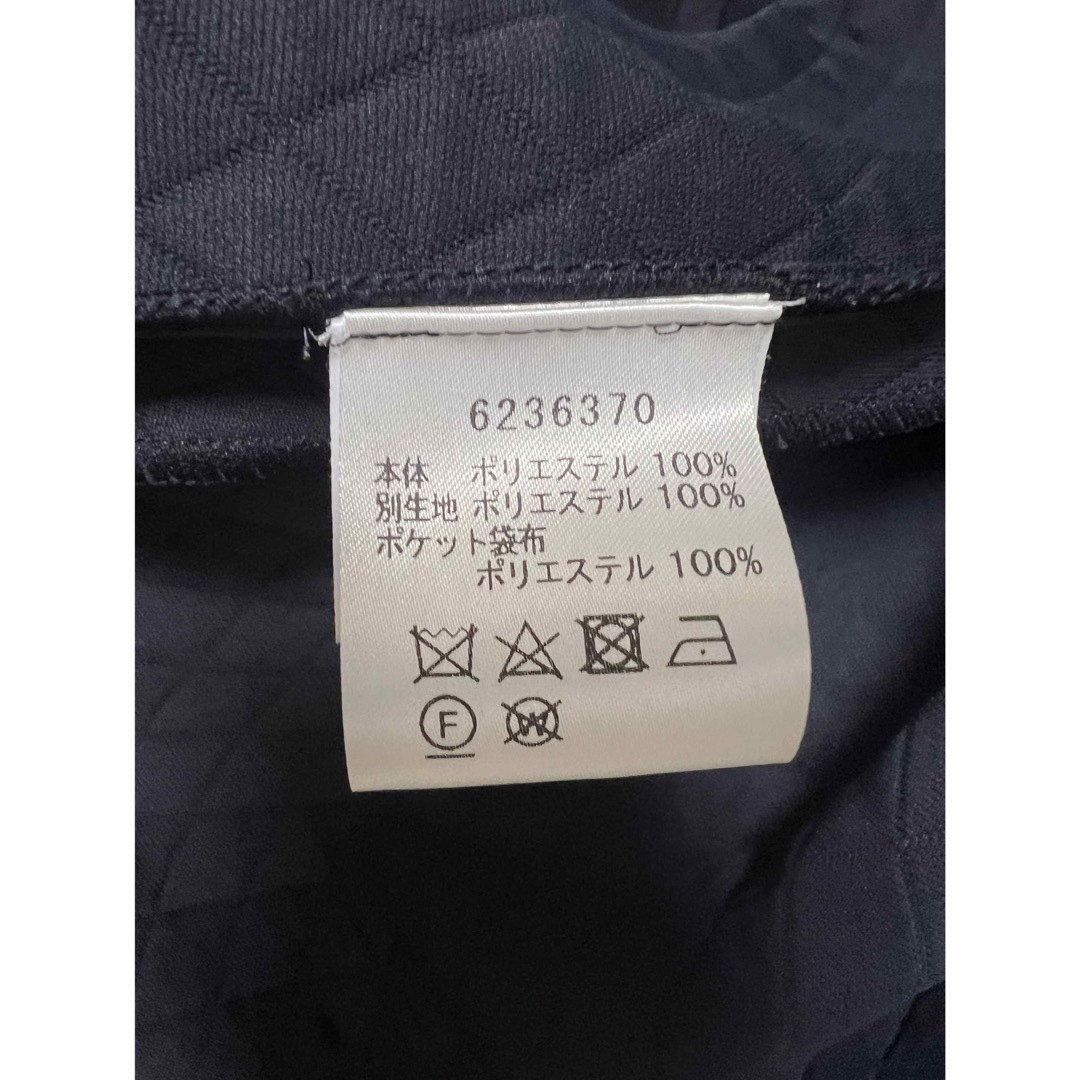 6236370
本体 ポリエステル 100%
別生地 ポリエステル 100%
ポケット袋布
ポリエステル 100%
F W